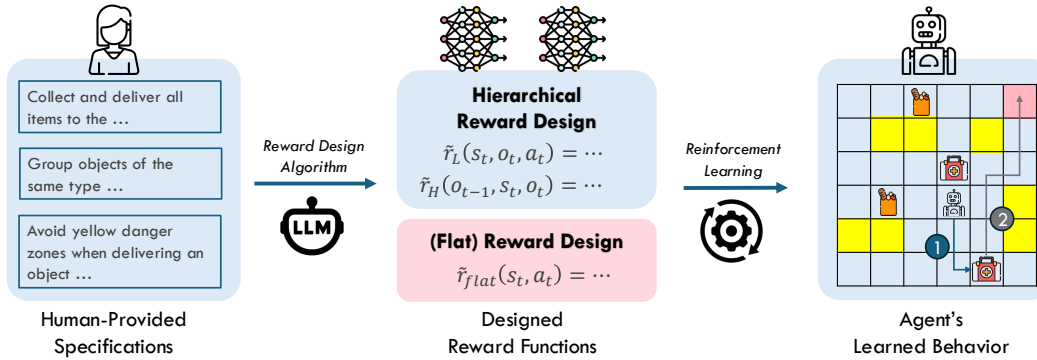 Collect and deliver all
items to the ...
Group objects of the
same type ...
Avoid yellow danger
zones when delivering an
object ...
Human-Provided
Specifications
Reward Design
Algorithm
LLM
Hierarchical
Reward Design
r̃_L(s_t, o_t, a_t) = ⋯
r̃_H(o_{t−1}, s_t, o_t) = ⋯
(Flat) Reward Design
r̃_{flat}(s_t, a_t) = ⋯
Designed
Reward Functions
Reinforcement
Learning
1
2
Agent's
Learned Behavior